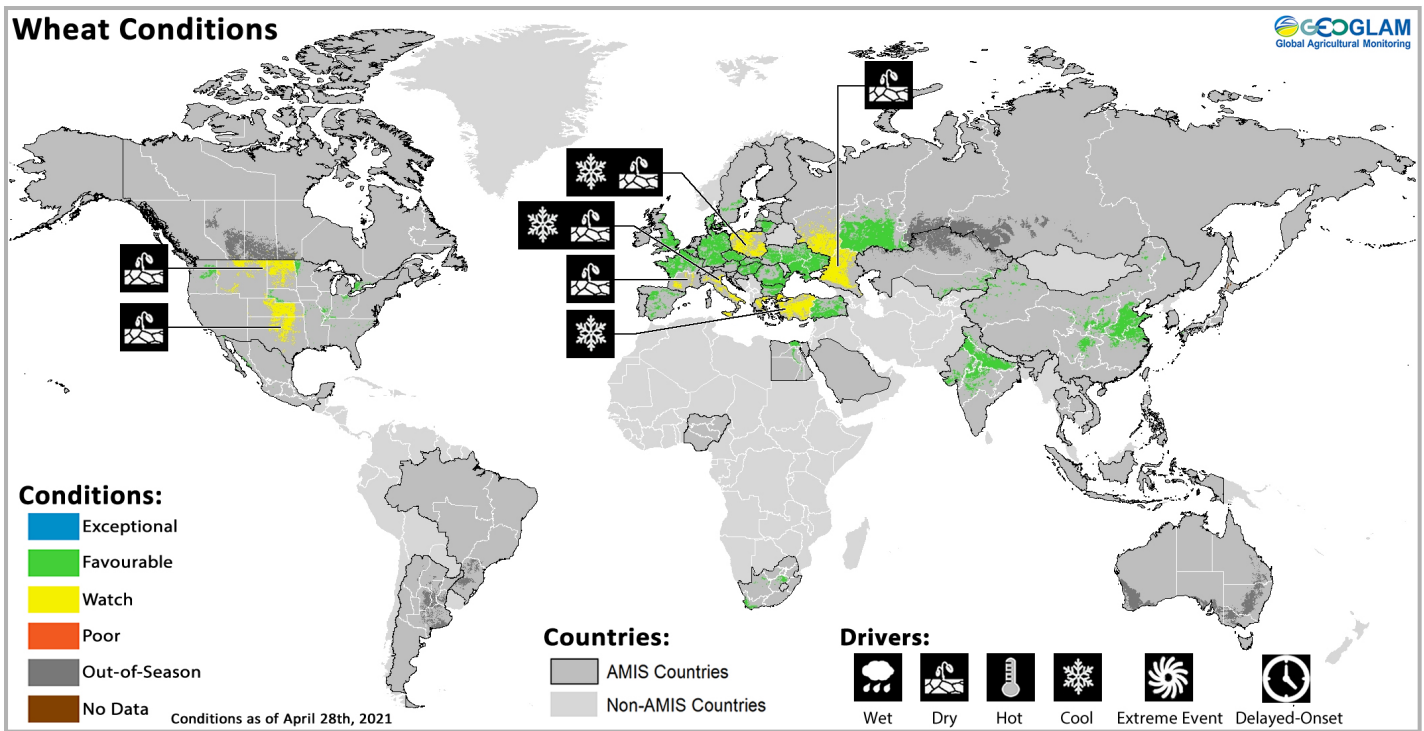 Wheat Conditions
GEOGLAM
Global Agricultural Monitoring
Conditions:
Exceptional
Favourable
Watch
Poor
Out-of-Season
No Data
Conditions as of April 28th, 2021
Countries:
AMIS Countries
Non-AMIS Countries
Drivers:
Wet
Dry
Hot
Cool
Extreme Event
Delayed-Onset